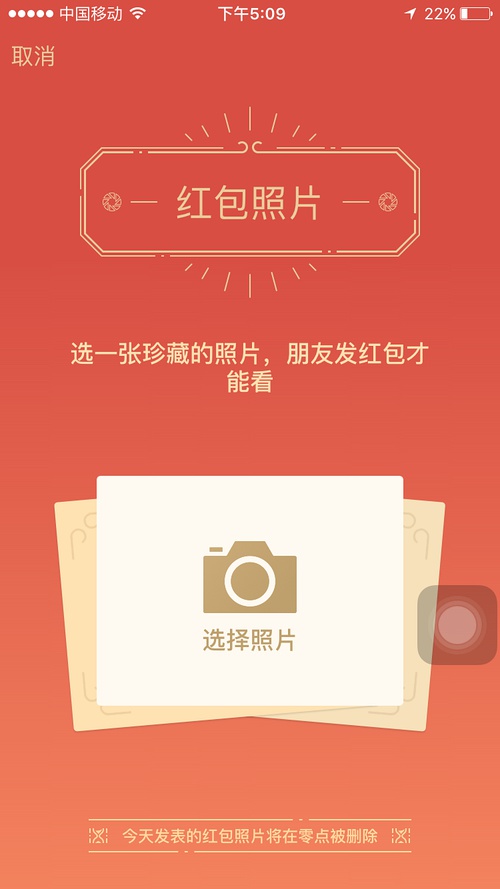 中国移动 下午5:09 22%
取消
红包照片
选一张珍藏的照片，朋友发红包才
能看
选择照片
今天发表的红包照片将在零点被删除